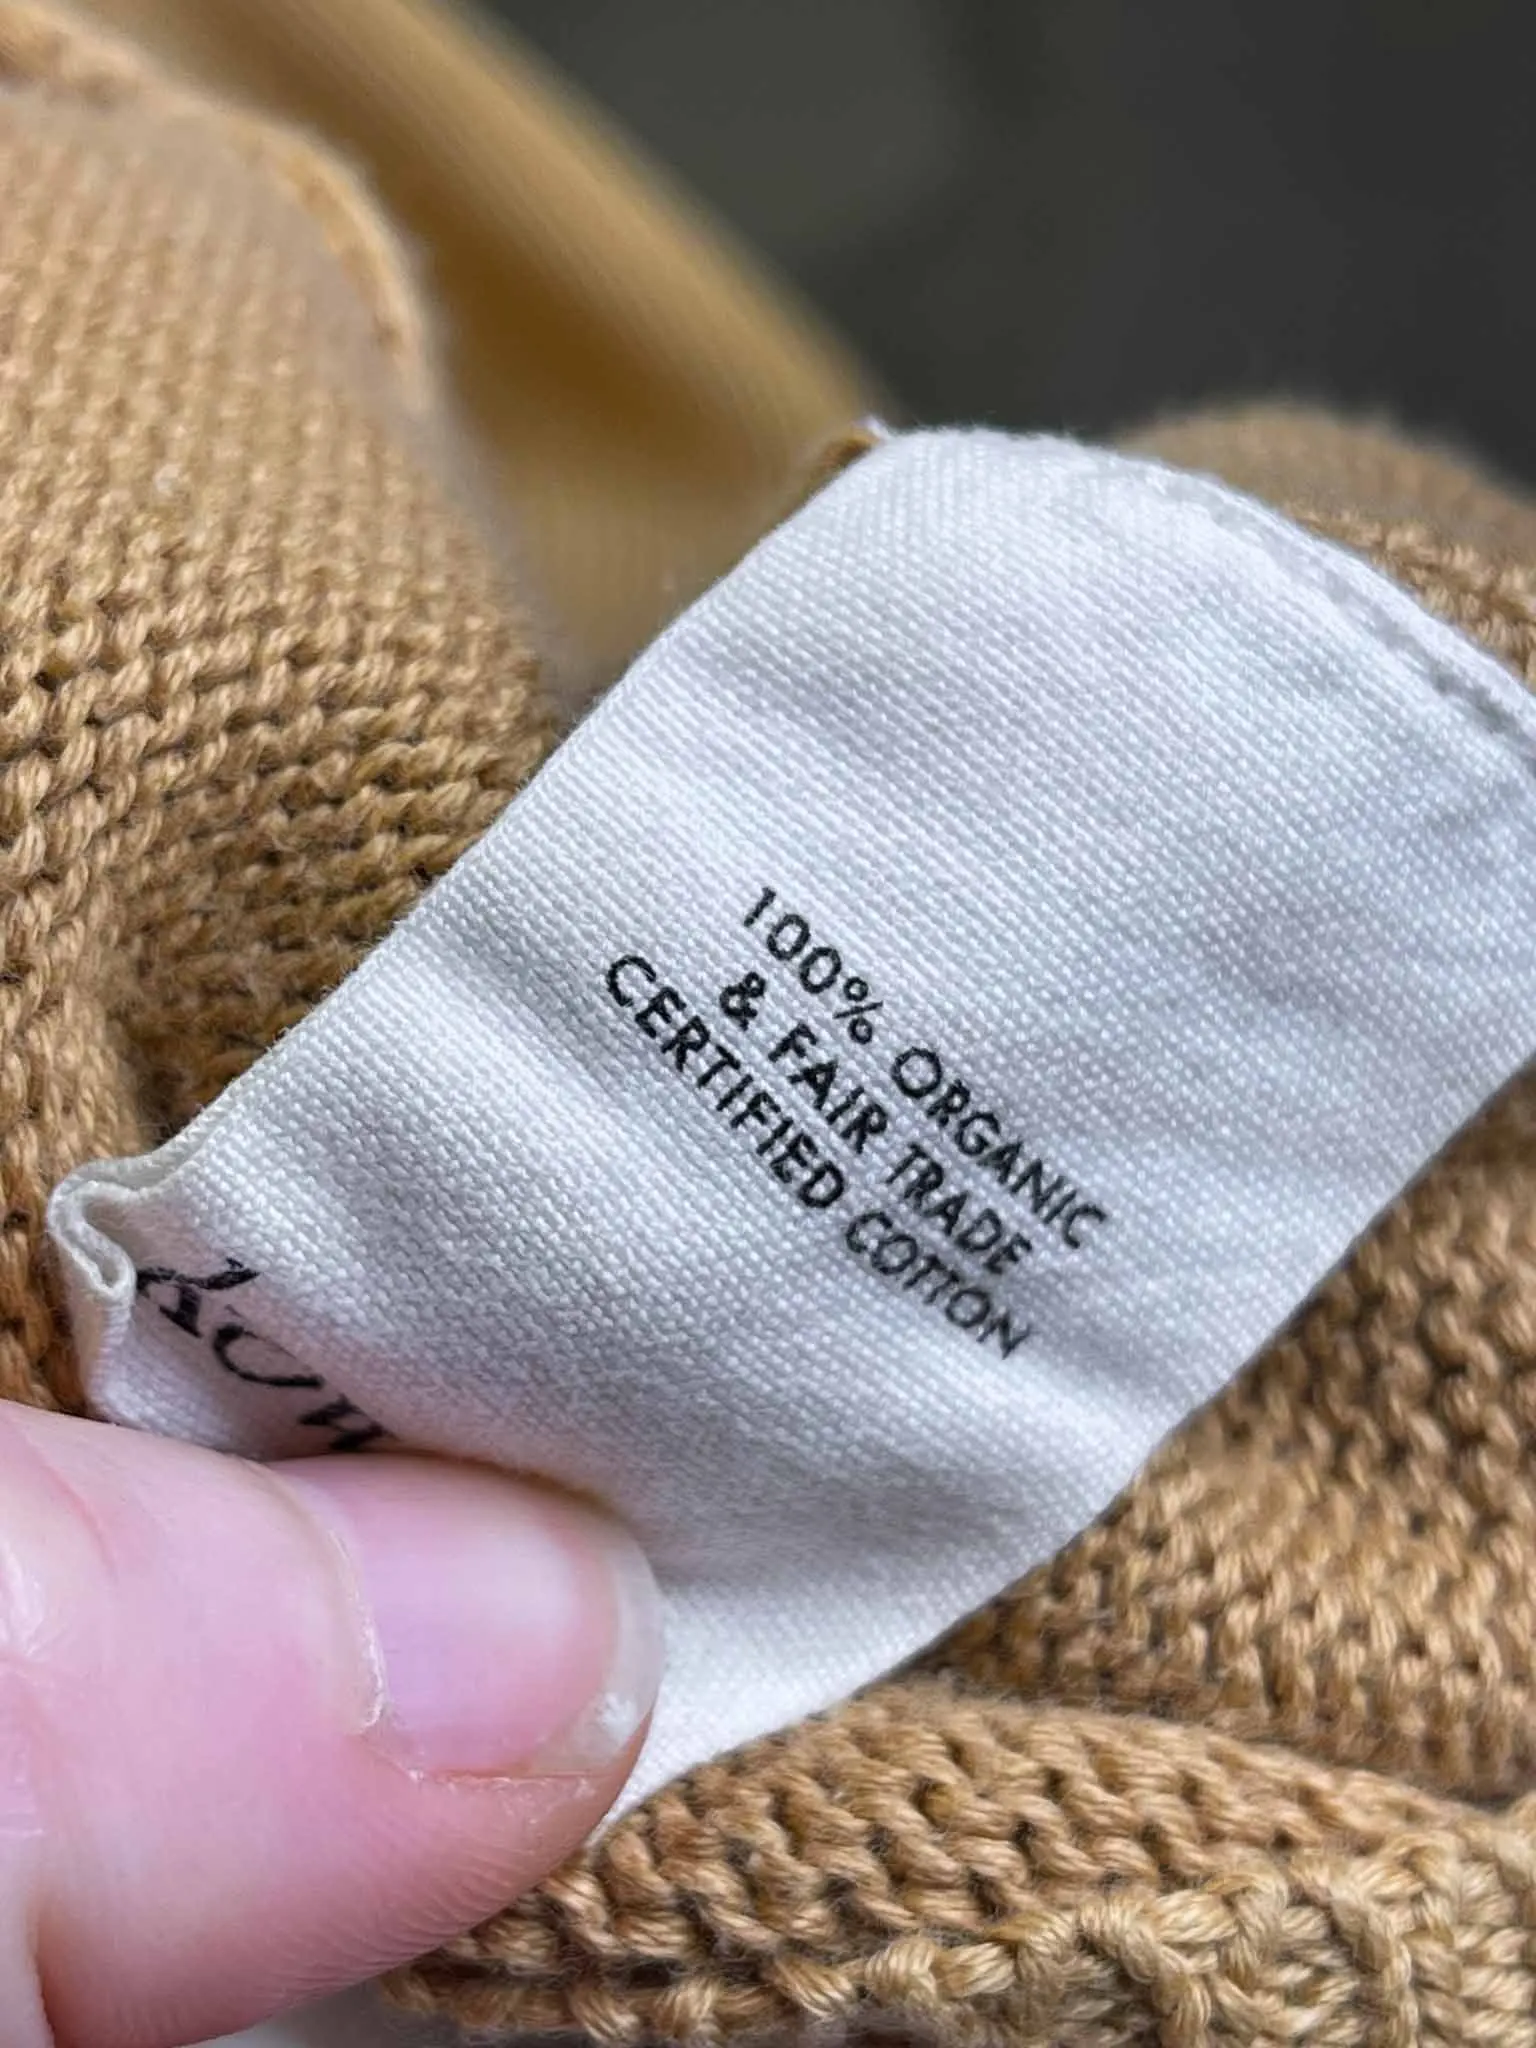 100% ORGANIC
& FAIR TRADE
CERTIFIED COTTON